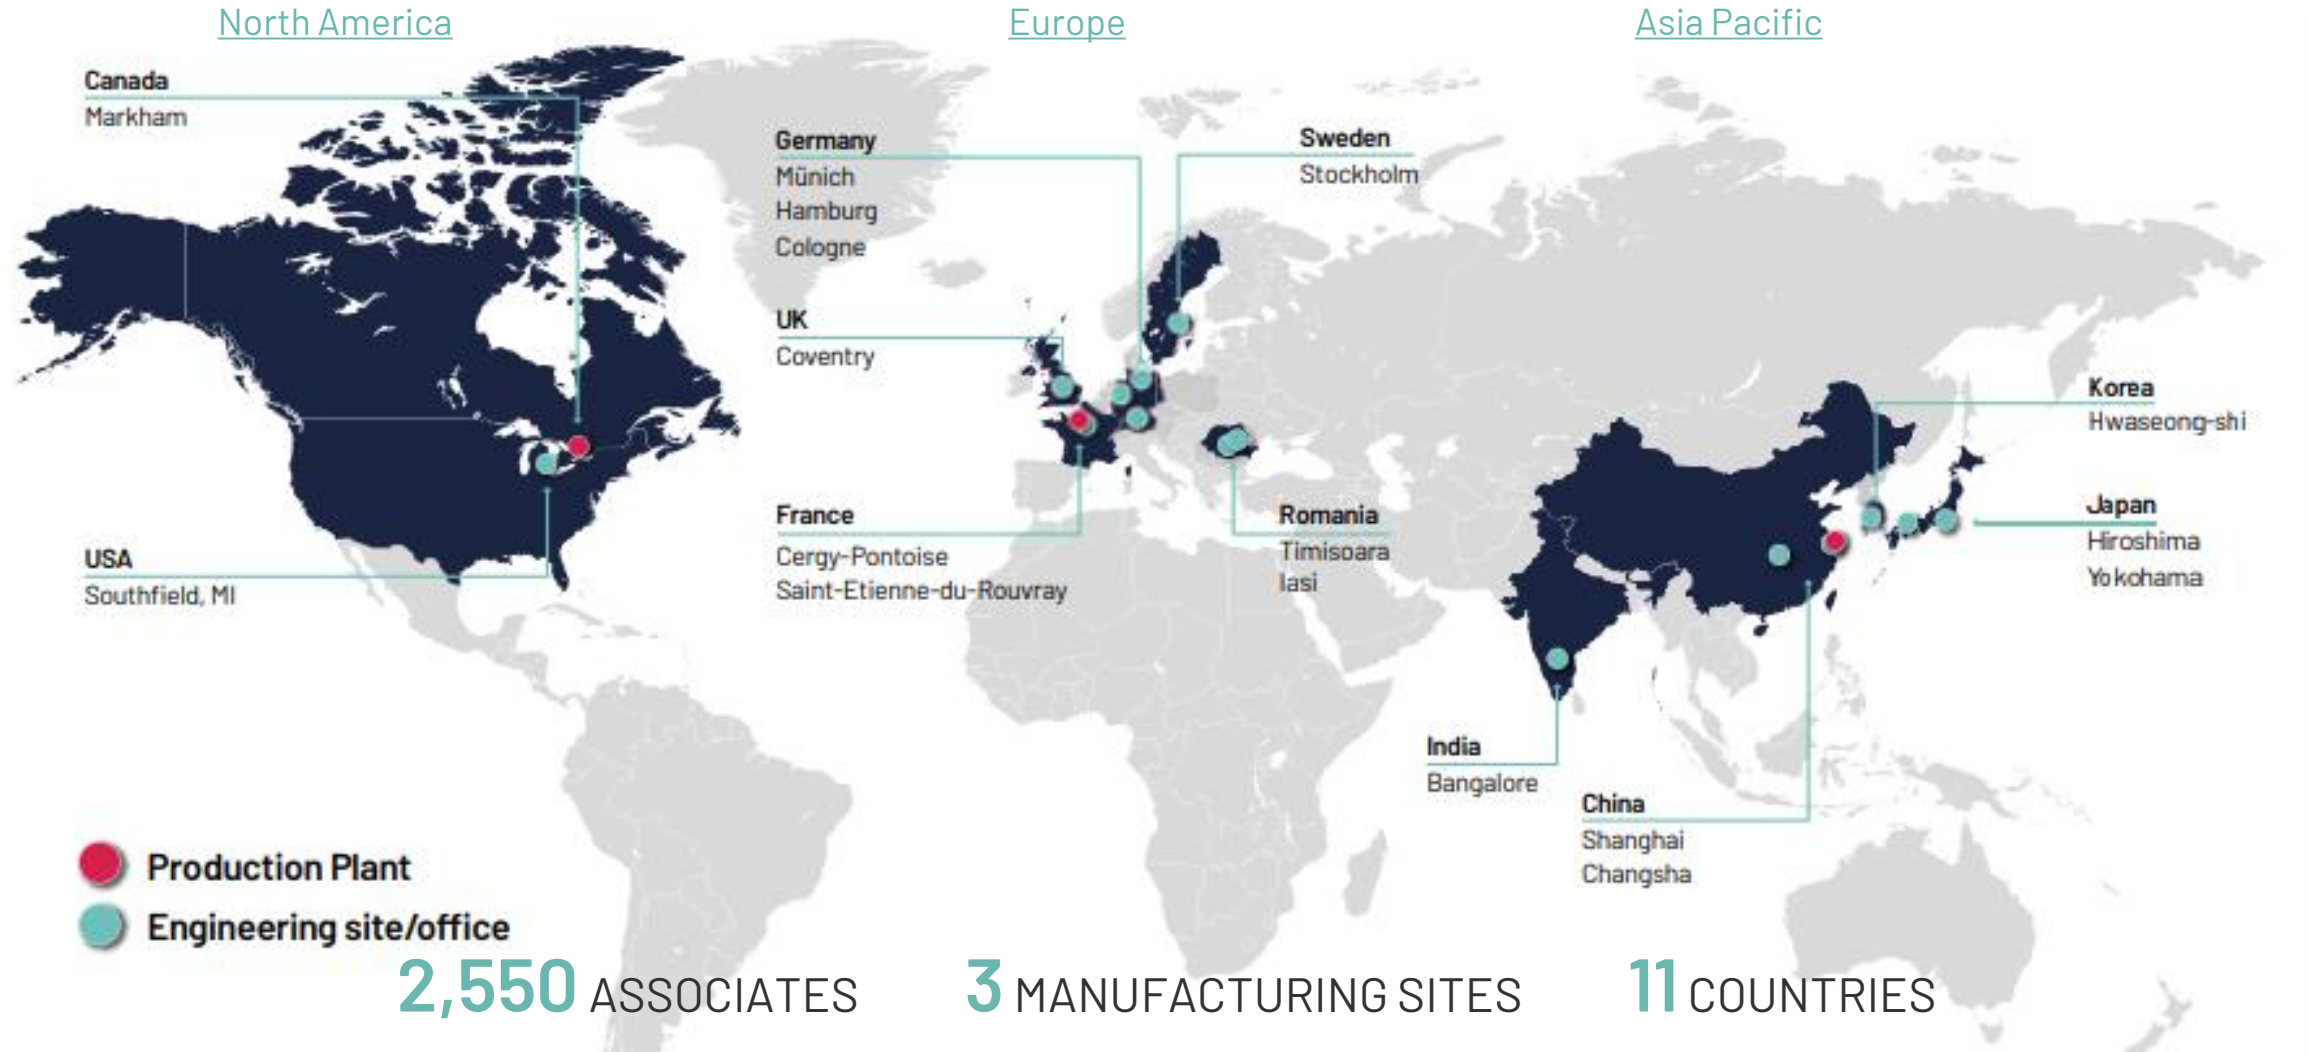 North America
Europe
Asia Pacific
Canada
Markham
Germany
Münich
Hamburg
Cologne
Sweden
Stockholm
UK
Coventry
Korea
Hwaseong-shi
USA
Southfield, MI
France
Cergy-Pontoise
Saint-Etienne-du-Rouvray
Romania
Timisoara
Iasi
Japan
Hiroshima
Yokohama
India
Bangalore
China
Shanghai
Changsha
Production Plant
Engineering site/office
2,550 ASSOCIATES
3 MANUFACTURING SITES
11 COUNTRIES